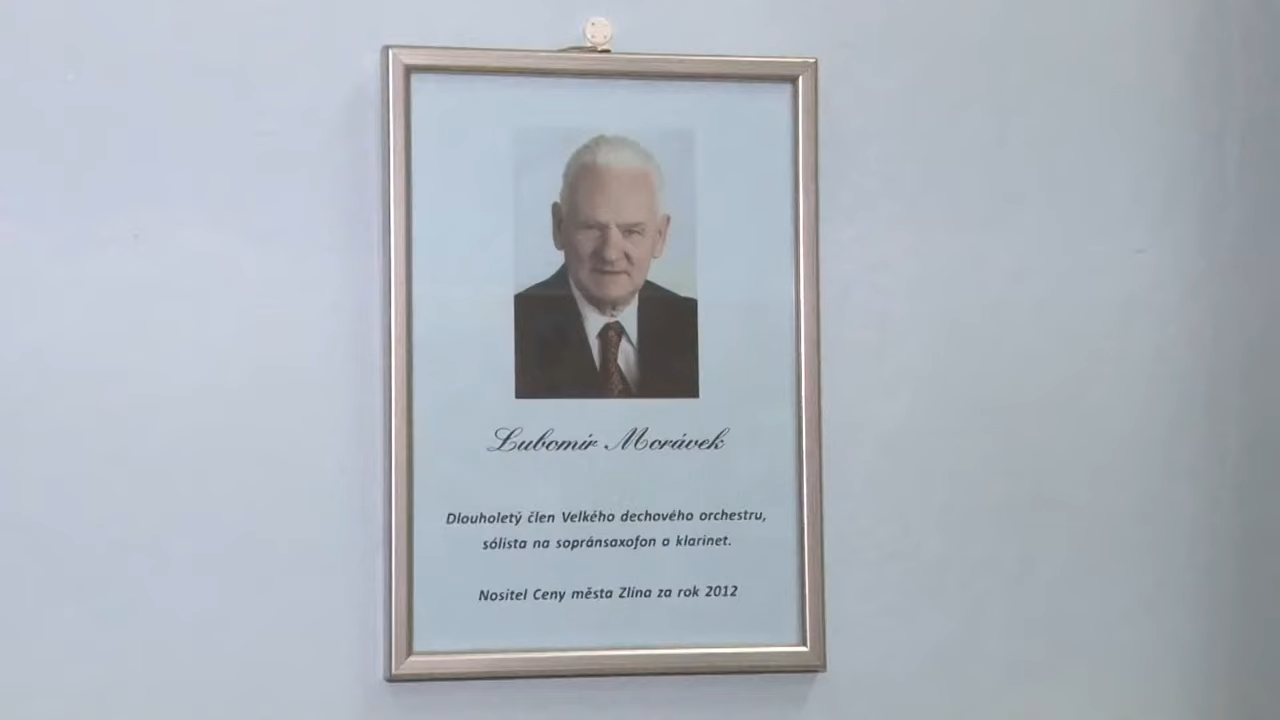 Lubomír Morávek
Dlouholetý člen Velkého dechového orchestru,
sólista na sopránsaxofon a klarinet.
Nositel Ceny města Zlína za rok 2012